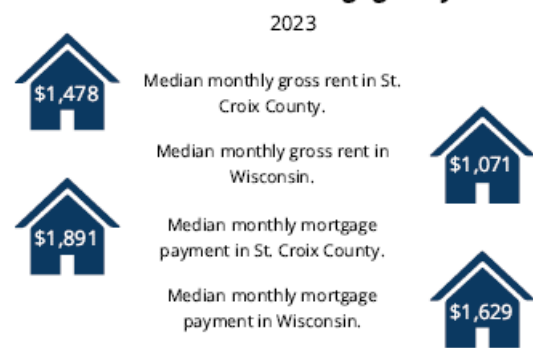 2023
$1,478
Median monthly gross rent in St.
Croix County.
Median monthly gross rent in
Wisconsin.
$1,071
$1,891
Median monthly mortgage
payment in St. Croix County.
Median monthly mortgage
payment in Wisconsin.
$1,629